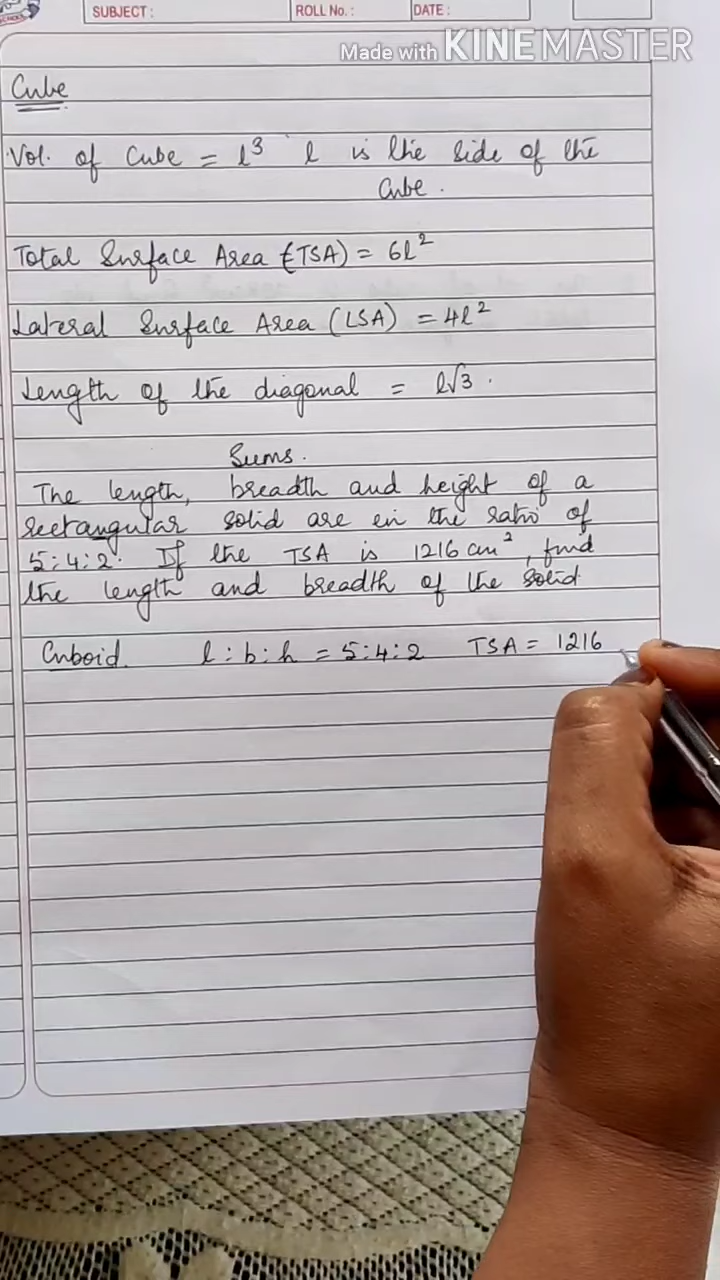 SUBJECT :
ROLL No. :
DATE :
Made with KINEMASTER
Cube
Vol. of Cube = l³ l is the side of the
Cube.
Total Surface Area (TSA) = 6l²
Lateral Surface Area (LSA) = 4l²
Length of the diagonal = l√3.
Sums.
The length, breadth and height of a
rectangular solid are in the ratio of
5:4:2. If the TSA is 1216 cm², find
the length and breadth of the solid
Cuboid. l : b : h = 5:4:2 TSA = 1216